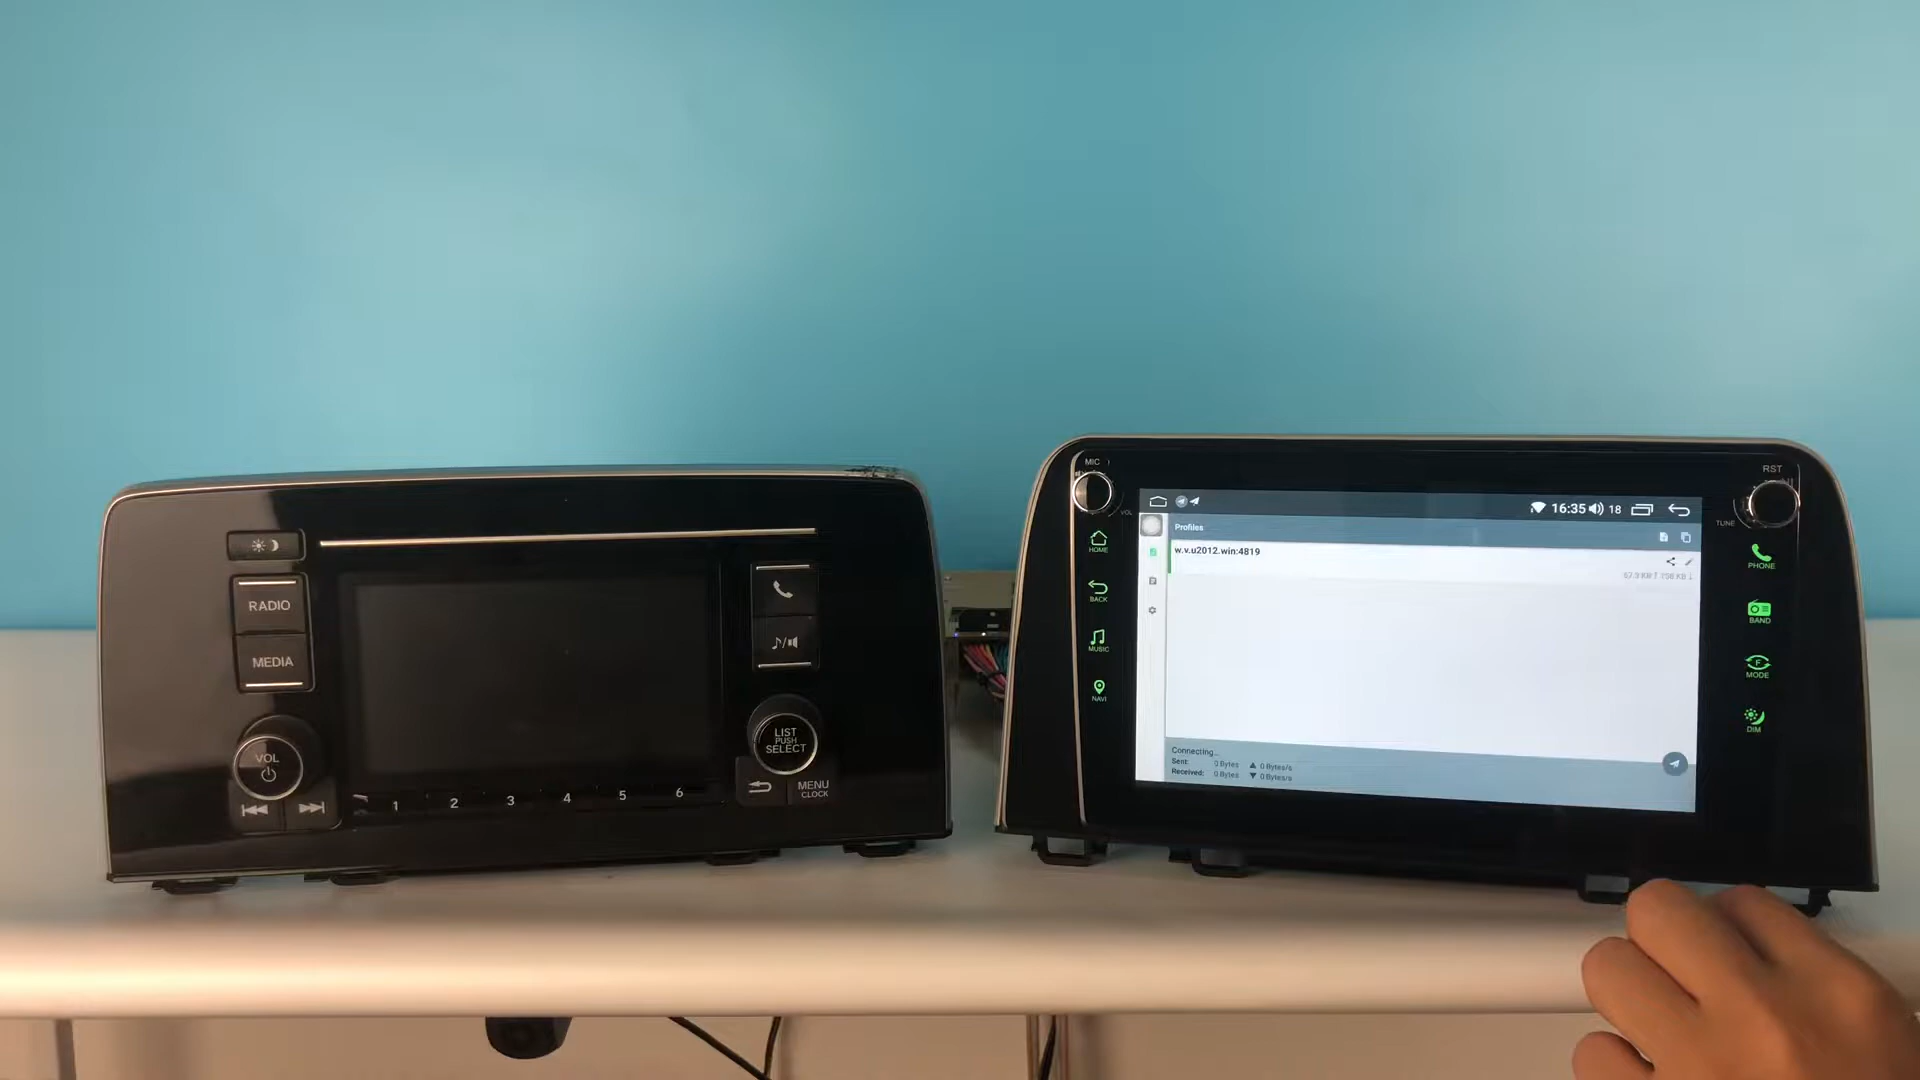 RADIO
MEDIA
VOL
LIST
PUSH
SELECT
MENU
CLOCK
1
2
3
4
5
6
MIC
VOL
HOME
BACK
MUSIC
NAVI
16:35
18
Profiles
w.v.u2012.win:4819
Connecting...
Sent: 0 Bytes ▲ 0 Bytes/s
Received: 0 Bytes ▼ 0 Bytes/s
RST
TUNE
PHONE
BAND
F
MODE
DIM